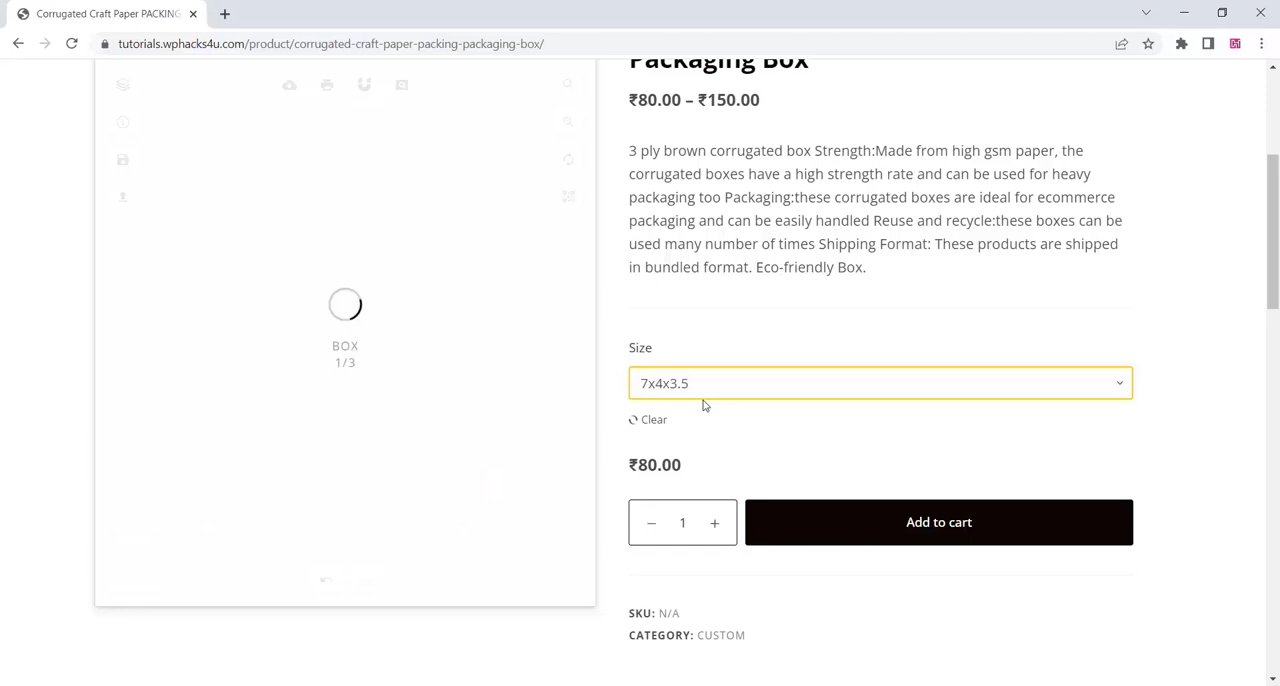 Corrugated Craft Paper PACKING
tutorials.wphacks4u.com/product/corrugated-craft-paper-packing-packaging-box/
Packaging Box
₹80.00 – ₹150.00
3 ply brown corrugated box Strength:Made from high gsm paper, the
corrugated boxes have a high strength rate and can be used for heavy
packaging too Packaging:these corrugated boxes are ideal for ecommerce
packaging and can be easily handled Reuse and recycle:these boxes can be
used many number of times Shipping Format: These products are shipped
in bundled format. Eco-friendly Box.
BOX
1/3
Size
7x4x3.5
Clear
₹80.00
− 1 +
Add to cart
SKU: N/A
CATEGORY: CUSTOM